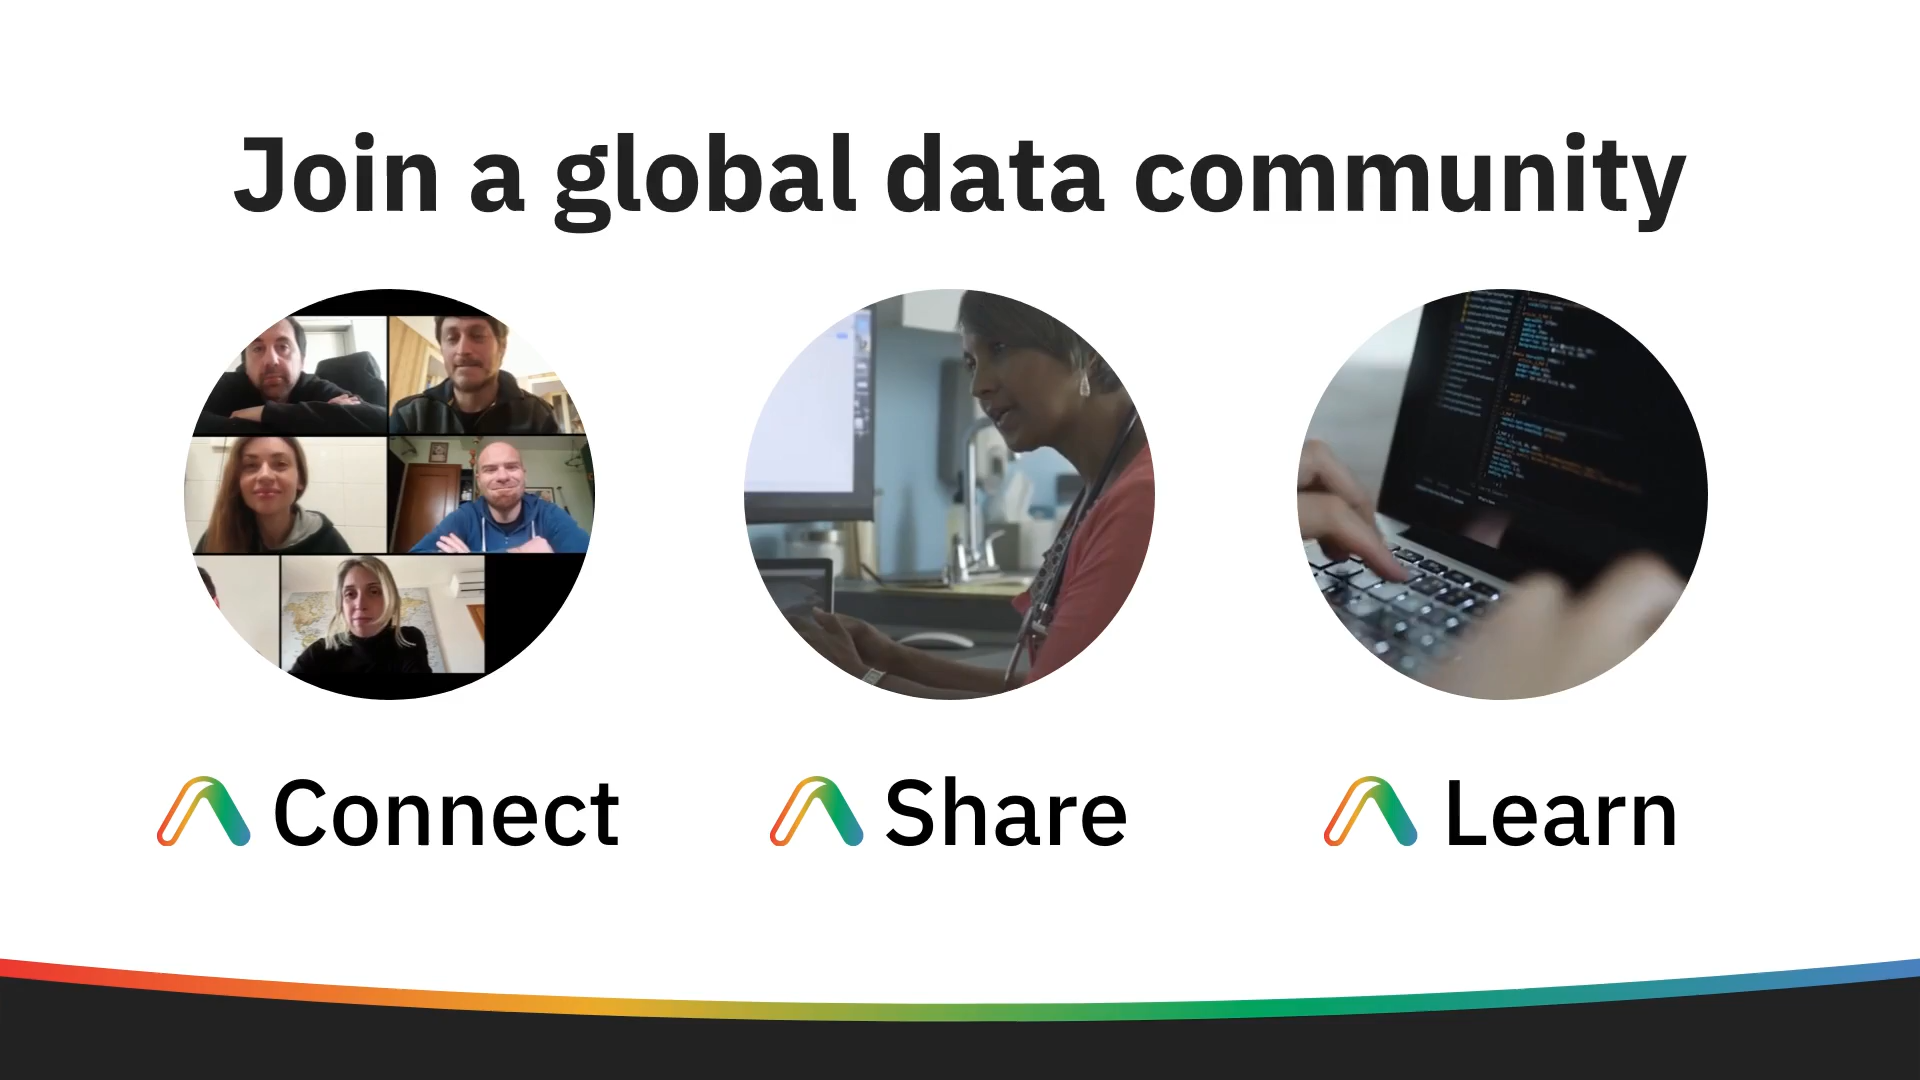 Join a global data community
Connect
Share
Learn